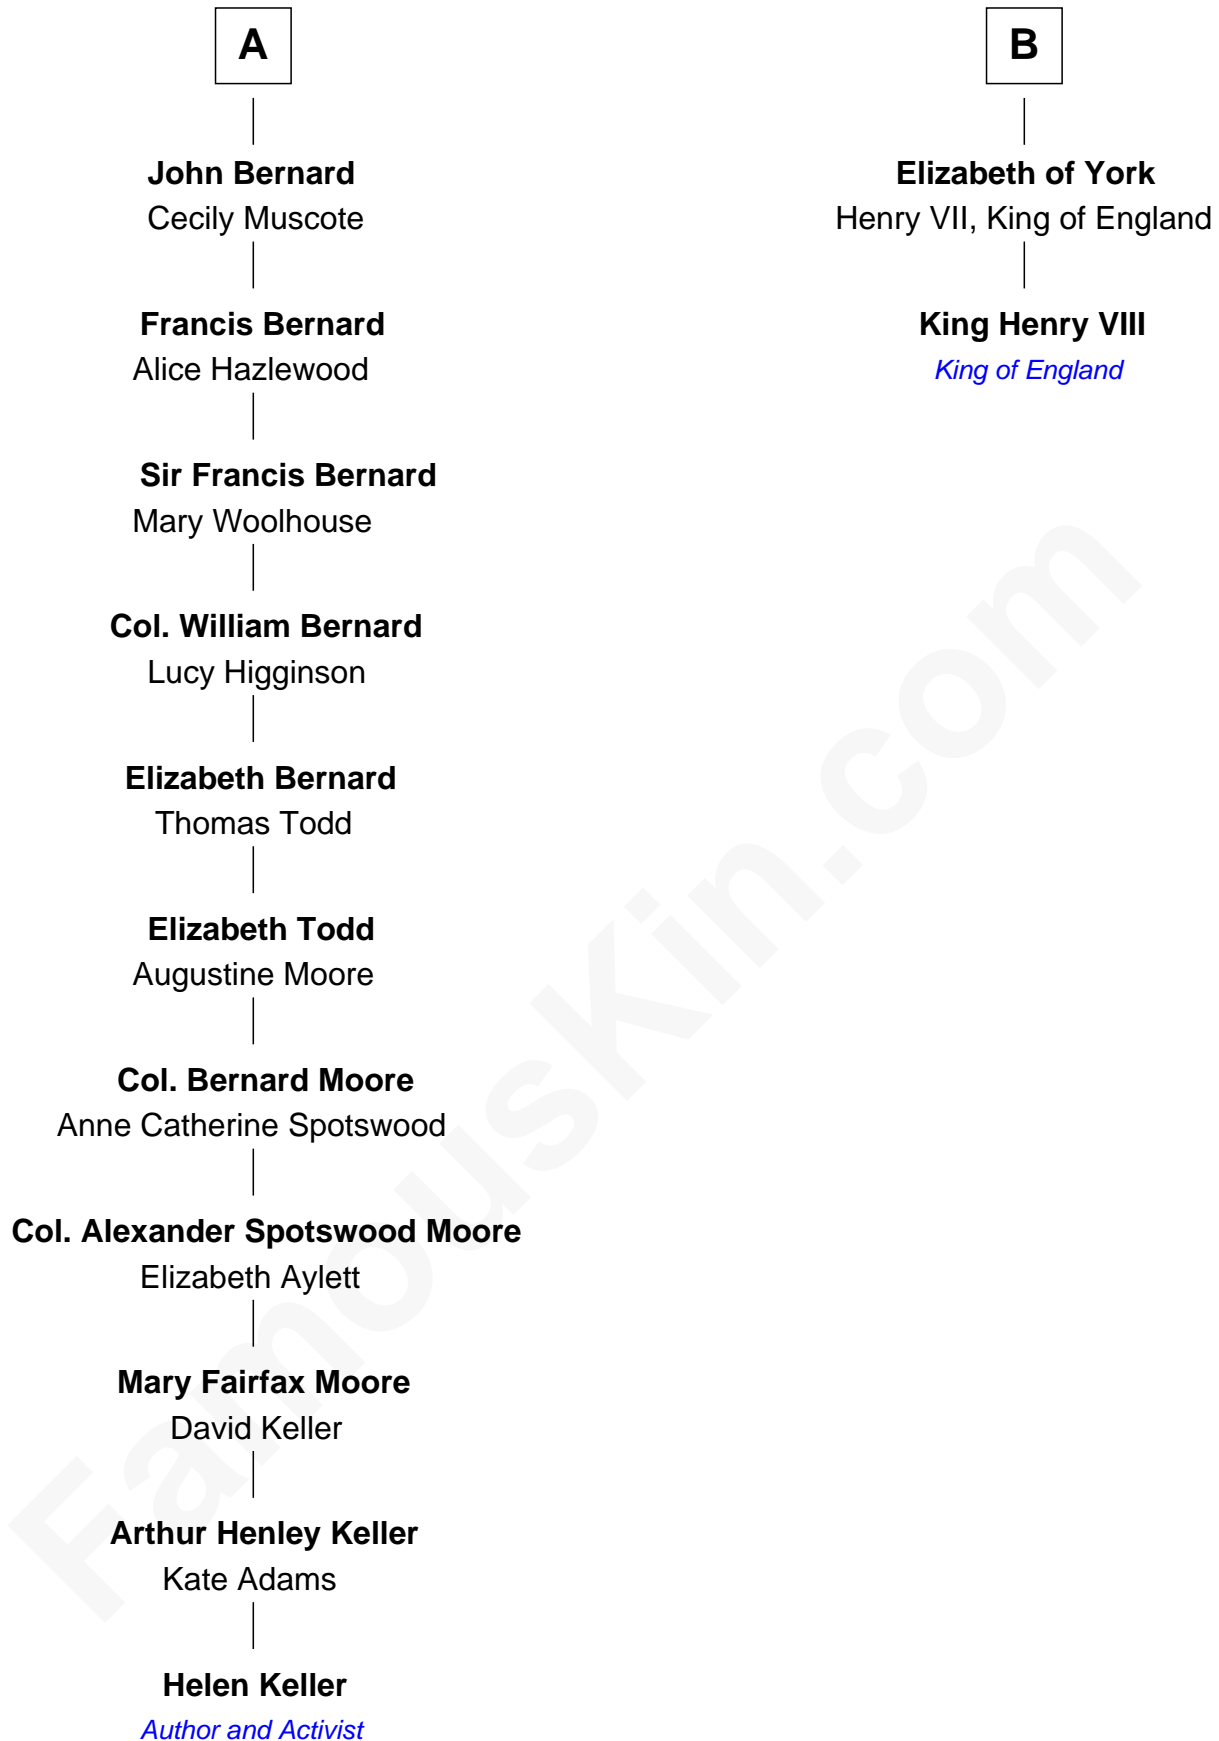 A
John Bernard
Cecily Muscote
Francis Bernard
Alice Hazlewood
Sir Francis Bernard
Mary Woolhouse
Col. William Bernard
Lucy Higginson
Elizabeth Bernard
Thomas Todd
Elizabeth Todd
Augustine Moore
Col. Bernard Moore
Anne Catherine Spotswood
Col. Alexander Spotswood Moore
Elizabeth Aylett
Mary Fairfax Moore
David Keller
Arthur Henley Keller
Kate Adams
Helen Keller
Author and Activist
B
Elizabeth of York
Henry VII, King of England
King Henry VIII
King of England
FamousKin.com